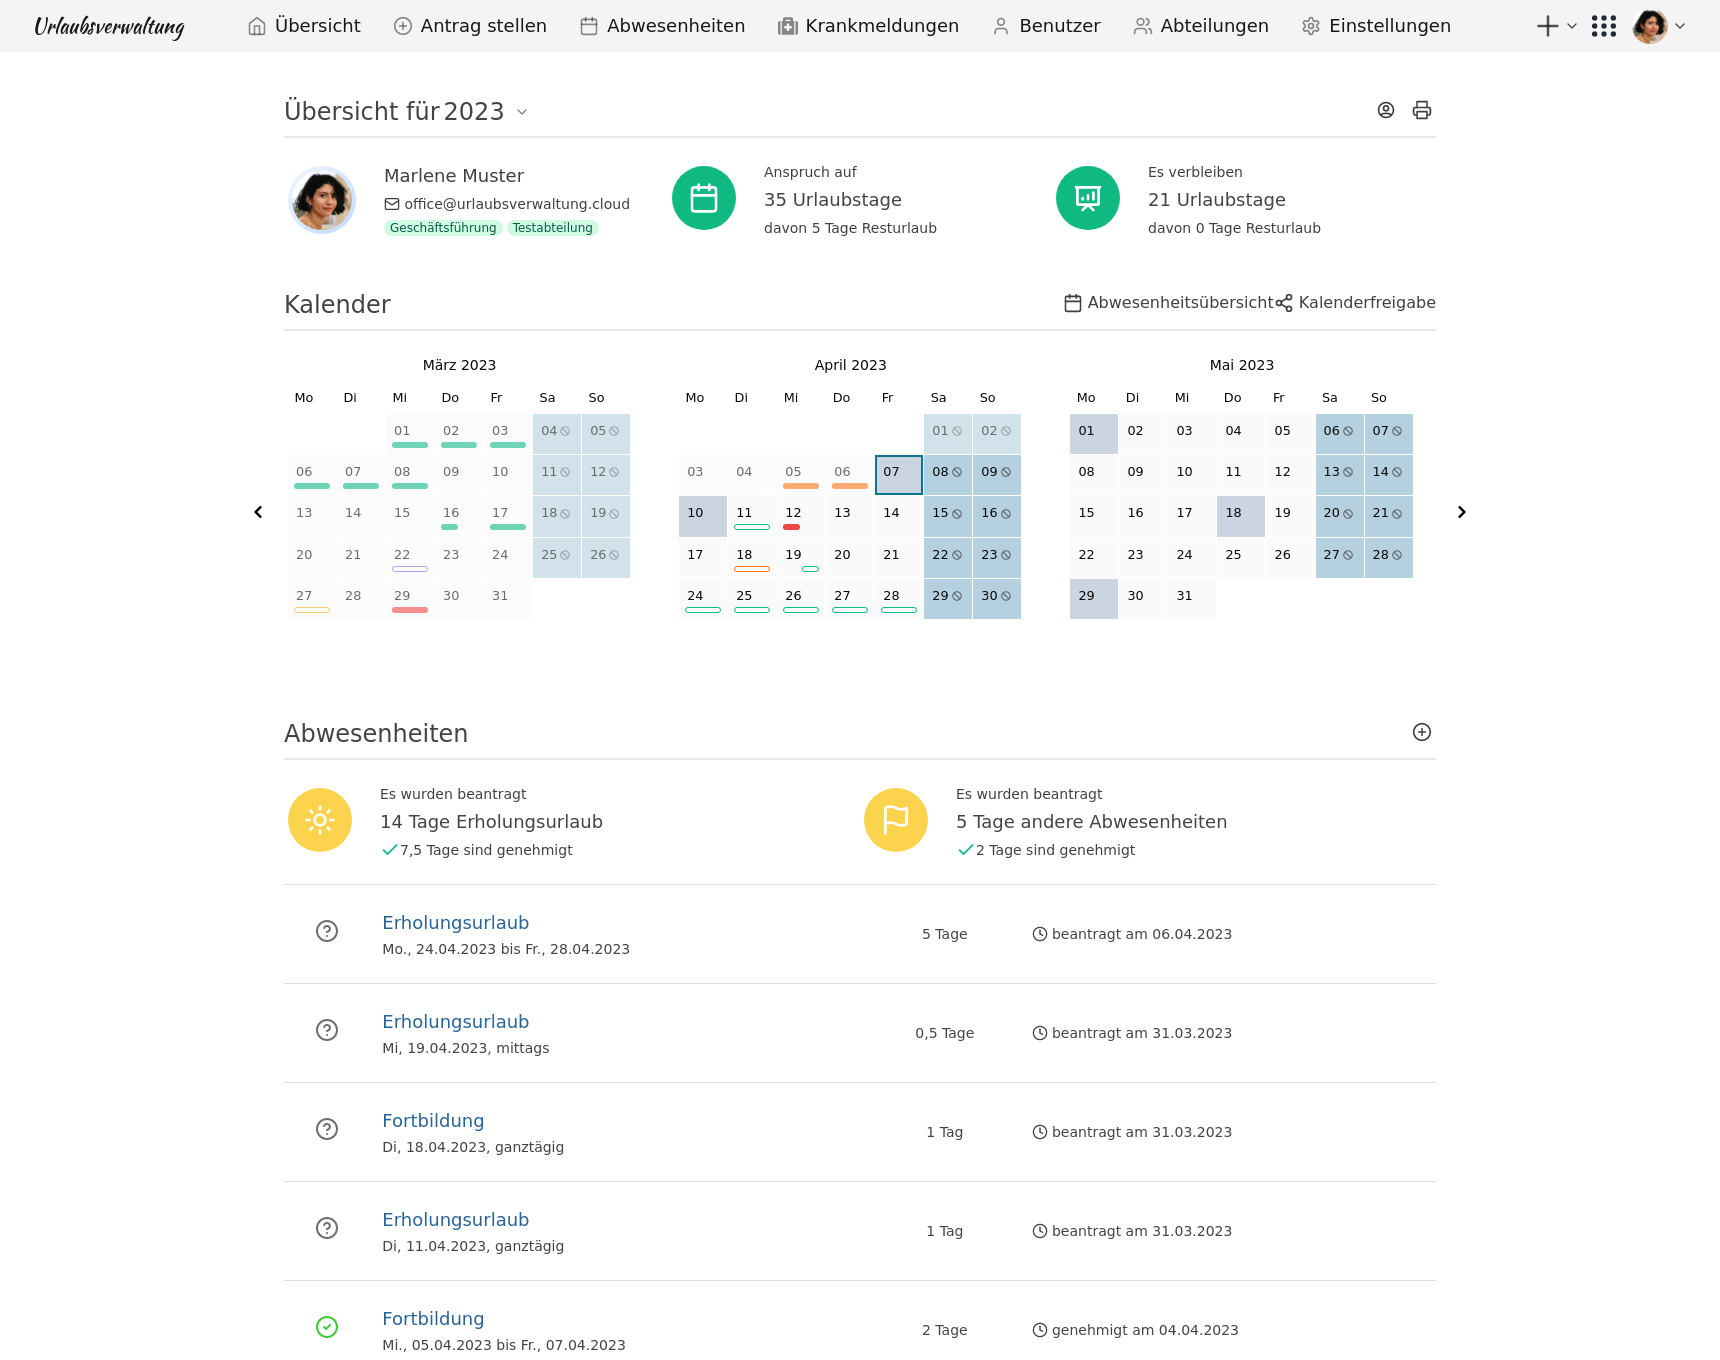 Urlaubsverwaltung Übersicht Antrag stellen Abwesenheiten Krankmeldungen Benutzer Abteilungen Einstellungen
Übersicht für 2023
Marlene Muster
office@urlaubsverwaltung.cloud
Geschäftsführung Testabteilung
Anspruch auf
35 Urlaubstage
davon 5 Tage Resturlaub
Es verbleiben
21 Urlaubstage
davon 0 Tage Resturlaub
Kalender
Abwesenheitsübersicht Kalenderfreigabe
März 2023
Mo Di Mi Do Fr Sa So
01 02 03 04 05
06 07 08 09 10 11 12
13 14 15 16 17 18 19
20 21 22 23 24 25 26
27 28 29 30 31
April 2023
Mo Di Mi Do Fr Sa So
01 02
03 04 05 06 07 08 09
10 11 12 13 14 15 16
17 18 19 20 21 22 23
24 25 26 27 28 29 30
Mai 2023
Mo Di Mi Do Fr Sa So
01 02 03 04 05 06 07
08 09 10 11 12 13 14
15 16 17 18 19 20 21
22 23 24 25 26 27 28
29 30 31
Abwesenheiten
Es wurden beantragt
14 Tage Erholungsurlaub
7,5 Tage sind genehmigt
Es wurden beantragt
5 Tage andere Abwesenheiten
2 Tage sind genehmigt
Erholungsurlaub
Mo., 24.04.2023 bis Fr., 28.04.2023
5 Tage
beantragt am 06.04.2023
Erholungsurlaub
Mi, 19.04.2023, mittags
0,5 Tage
beantragt am 31.03.2023
Fortbildung
Di, 18.04.2023, ganztägig
1 Tag
beantragt am 31.03.2023
Erholungsurlaub
Di, 11.04.2023, ganztägig
1 Tag
beantragt am 31.03.2023
Fortbildung
Mi., 05.04.2023 bis Fr., 07.04.2023
2 Tage
genehmigt am 04.04.2023